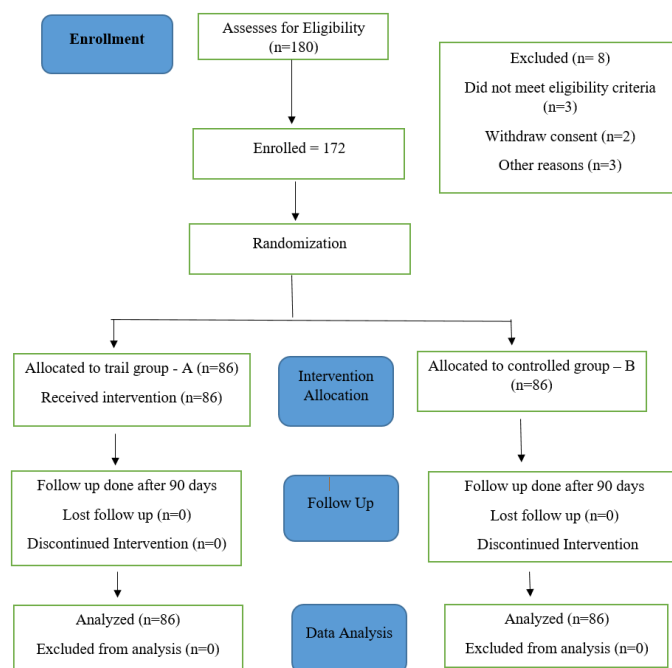 Enrollment
Assesses for Eligibility
(n=180)
Excluded (n= 8)
Did not meet eligibility criteria
(n=3)
Withdraw consent (n=2)
Other reasons (n=3)
Enrolled = 172
Randomization
Allocated to trail group - A (n=86)
Received intervention (n=86)
Intervention
Allocation
Allocated to controlled group – B
(n=86)
Follow up done after 90 days
Lost follow up (n=0)
Discontinued Intervention (n=0)
Follow Up
Follow up done after 90 days
Lost follow up (n=0)
Discontinued Intervention
Analyzed (n=86)
Excluded from analysis (n=0)
Data Analysis
Analyzed (n=86)
Excluded from analysis (n=0)